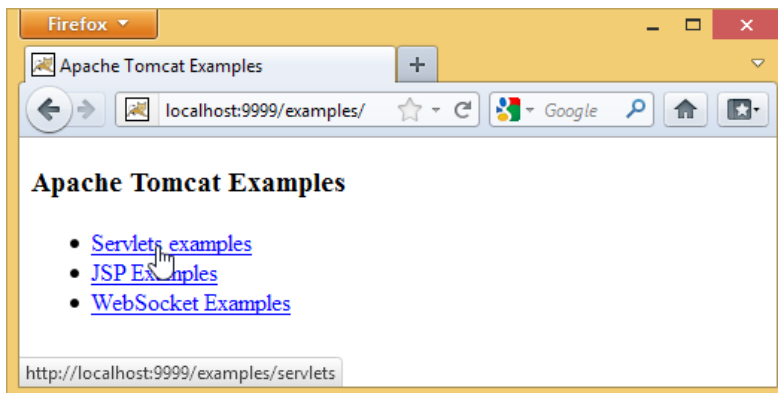 Firefox
Apache Tomcat Examples
localhost:9999/examples/
Google
Apache Tomcat Examples
Servlets examples
JSP Examples
WebSocket Examples
http://localhost:9999/examples/servlets